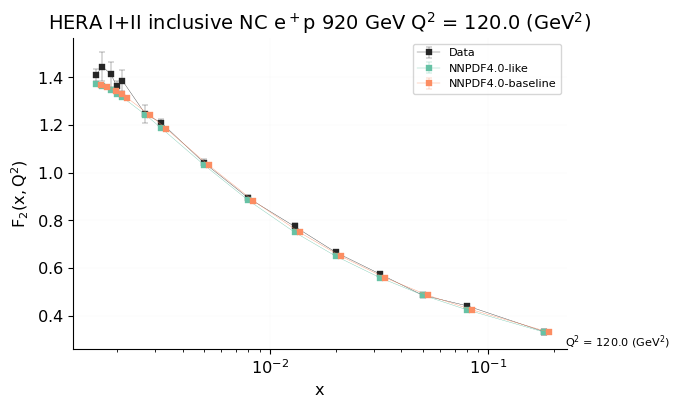 HERA I+II inclusive NC e⁺p 920 GeV Q² = 120.0 (GeV²)
Data
NNPDF4.0-like
NNPDF4.0-baseline
F₂(x, Q²)
1.4
1.2
1.0
0.8
0.6
0.4
Q² = 120.0 (GeV²)
10⁻² 10⁻¹
x